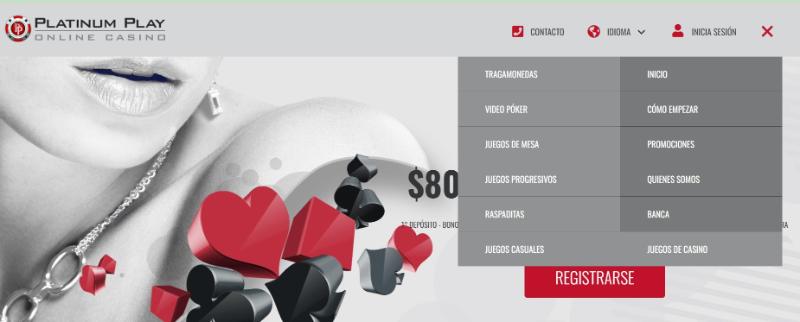 PLATINUM PLAY
ONLINE CASINO
CONTACTO
IDIOMA
INICIA SESIÓN
TRAGAMONEDAS
INICIO
VIDEO PÓKER
CÓMO EMPEZAR
JUEGOS DE MESA
PROMOCIONES
JUEGOS PROGRESIVOS
QUIENES SOMOS
RASPADITAS
BANCA
JUEGOS CASUALES
JUEGOS DE CASINO
$80
DEPÓSITO - BONO
REGISTRARSE